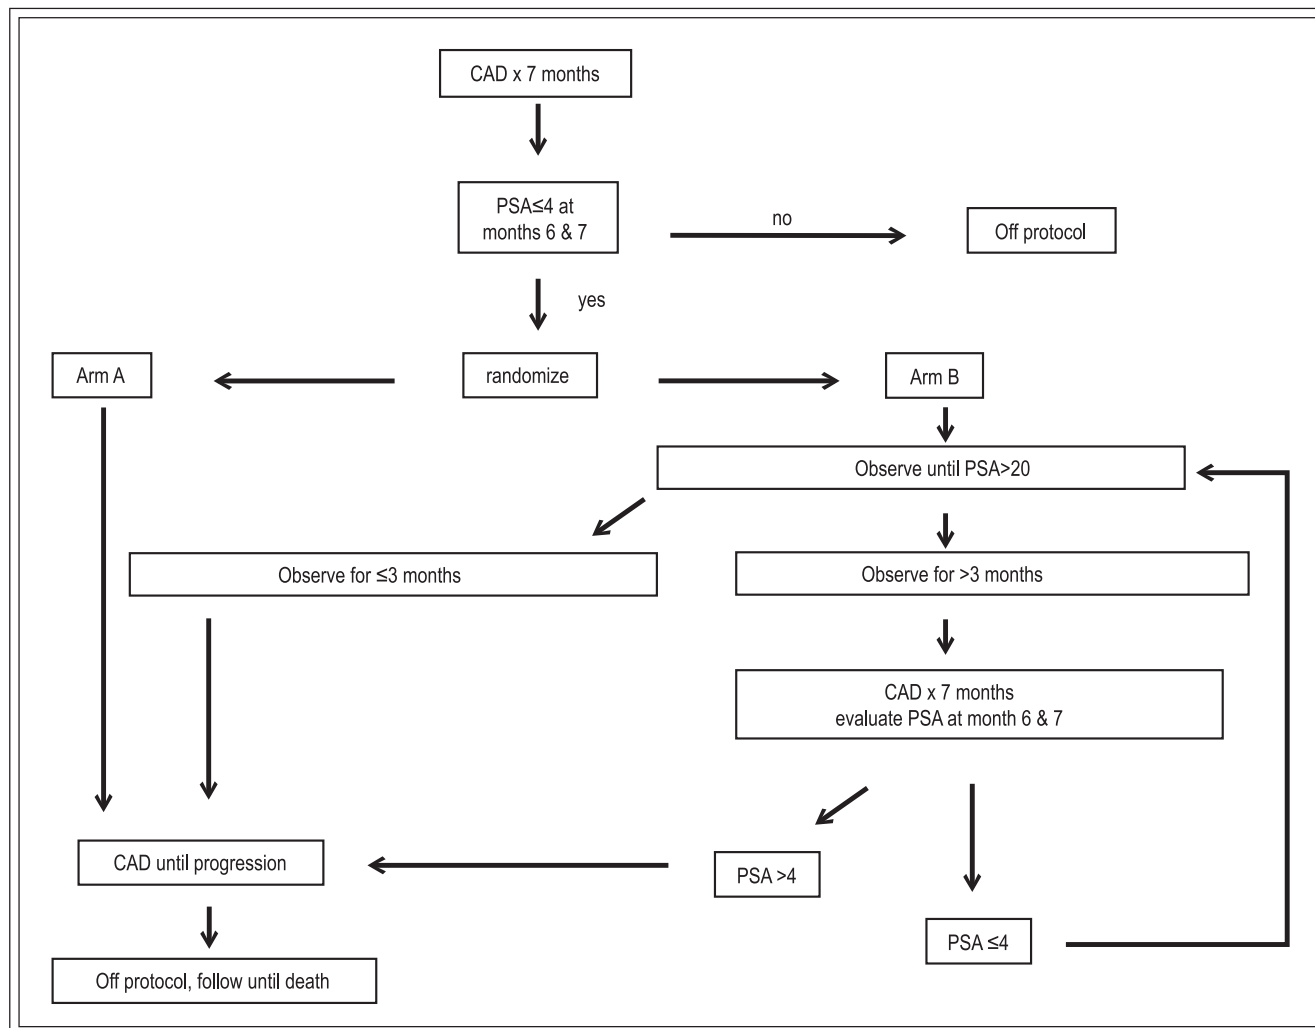 CAD x 7 months
PSA≤4 at
months 6 & 7
no
Off protocol
yes
Arm A
randomize
Arm B
Observe until PSA>20
Observe for ≤3 months
Observe for >3 months
CAD x 7 months
evaluate PSA at month 6 & 7
CAD until progression
PSA >4
PSA ≤4
Off protocol, follow until death